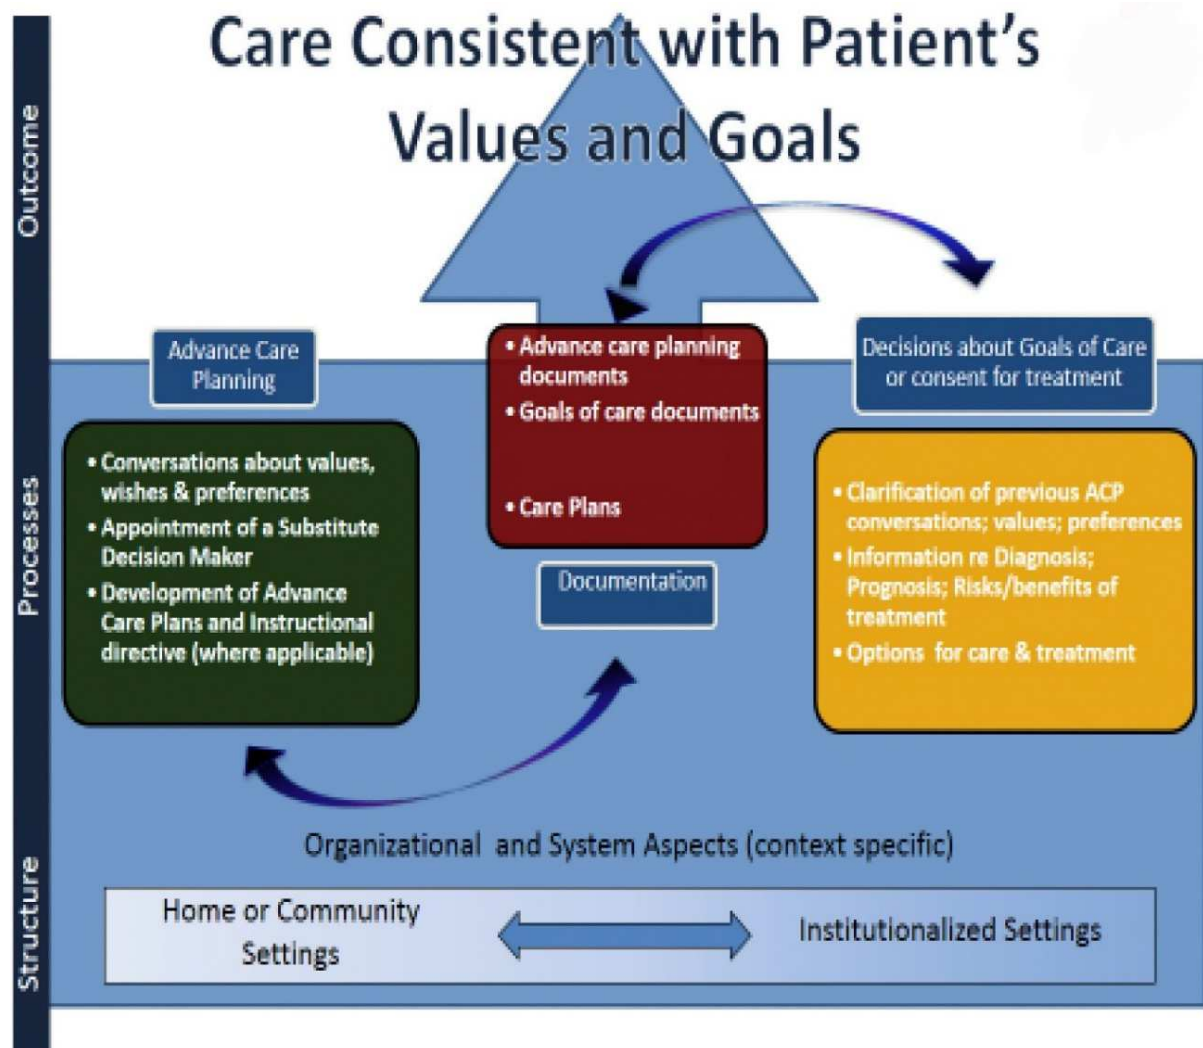 Care Consistent with Patient's
Values and Goals
Outcome
Advance Care
Planning
• Conversations about values,
wishes & preferences
• Appointment of a Substitute
Decision Maker
• Development of Advance
Care Plans and Instructional
directive (where applicable)
• Advance care planning
documents
• Goals of care documents
• Care Plans
Documentation
Decisions about Goals of Care
or consent for treatment
• Clarification of previous ACP
conversations; values; preferences
• Information re Diagnosis;
Prognosis; Risks/benefits of
treatment
• Options for care & treatment
Processes
Organizational and System Aspects (context specific)
Home or Community
Settings
Institutionalized Settings
Structure